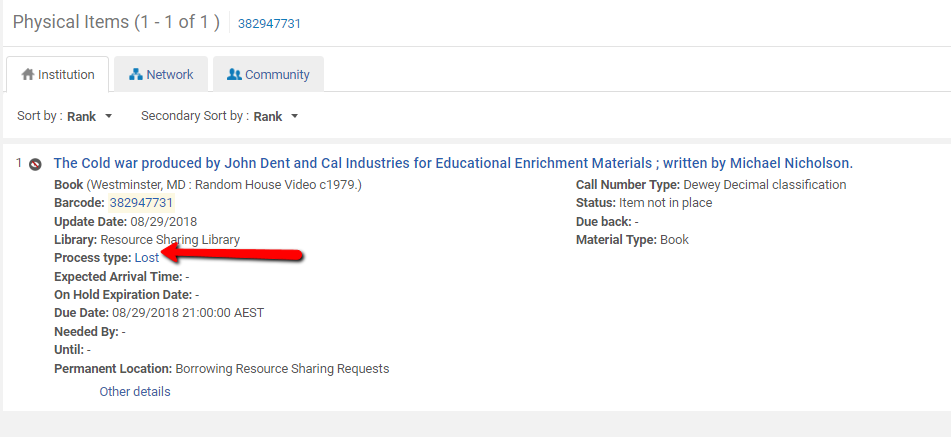 Physical Items (1 - 1 of 1 ) 382947731
Institution Network Community
Sort by : Rank Secondary Sort by : Rank
1 The Cold war produced by John Dent and Cal Industries for Educational Enrichment Materials ; written by Michael Nicholson.
Book (Westminster, MD : Random House Video c1979.)
Barcode: 382947731
Update Date: 08/29/2018
Library: Resource Sharing Library
Process type: Lost
Expected Arrival Time: -
On Hold Expiration Date: -
Due Date: 08/29/2018 21:00:00 AEST
Needed By: -
Until: -
Permanent Location: Borrowing Resource Sharing Requests
Other details
Call Number Type: Dewey Decimal classification
Status: Item not in place
Due back: -
Material Type: Book